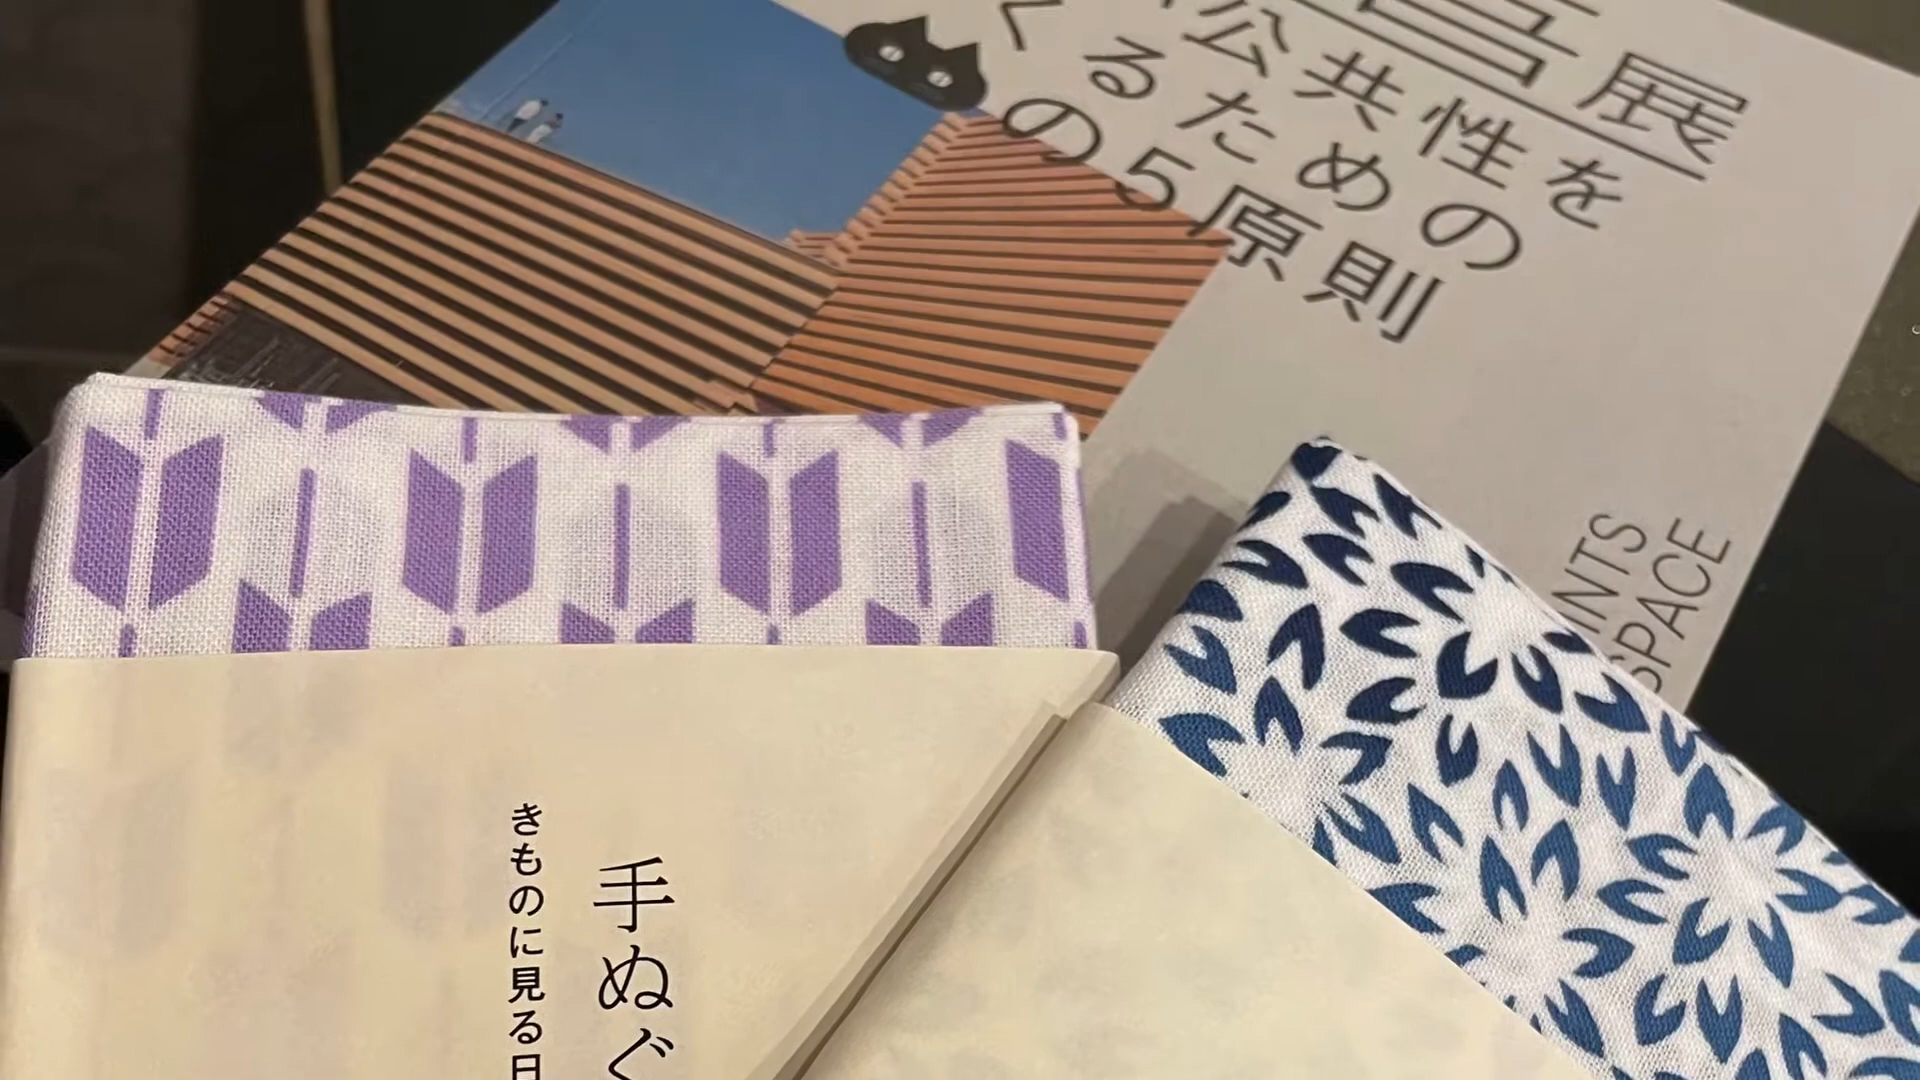 展
公共性を
くるための
の5原則
INTS
SPACE
手ぬぐ
きものに見る日